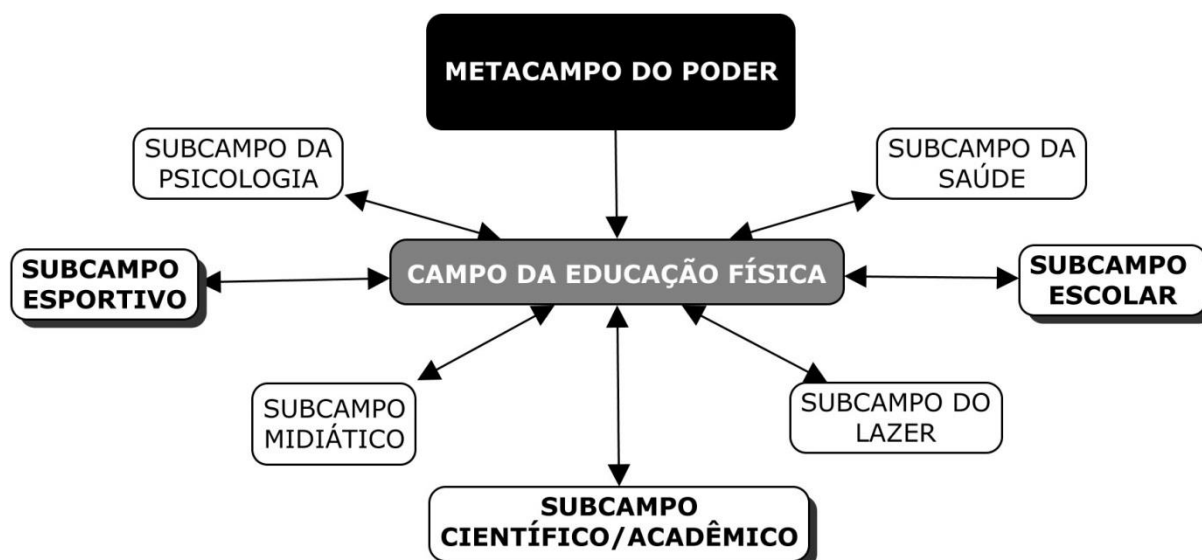 METACAMPO DO PODER
SUBCAMPO DA
PSICOLOGIA
SUBCAMPO DA
SAÚDE
SUBCAMPO
ESPORTIVO
CAMPO DA EDUCAÇÃO FÍSICA
SUBCAMPO
ESCOLAR
SUBCAMPO
MIDIÁTICO
SUBCAMPO DO
LAZER
SUBCAMPO
CIENTÍFICO/ACADÊMICO